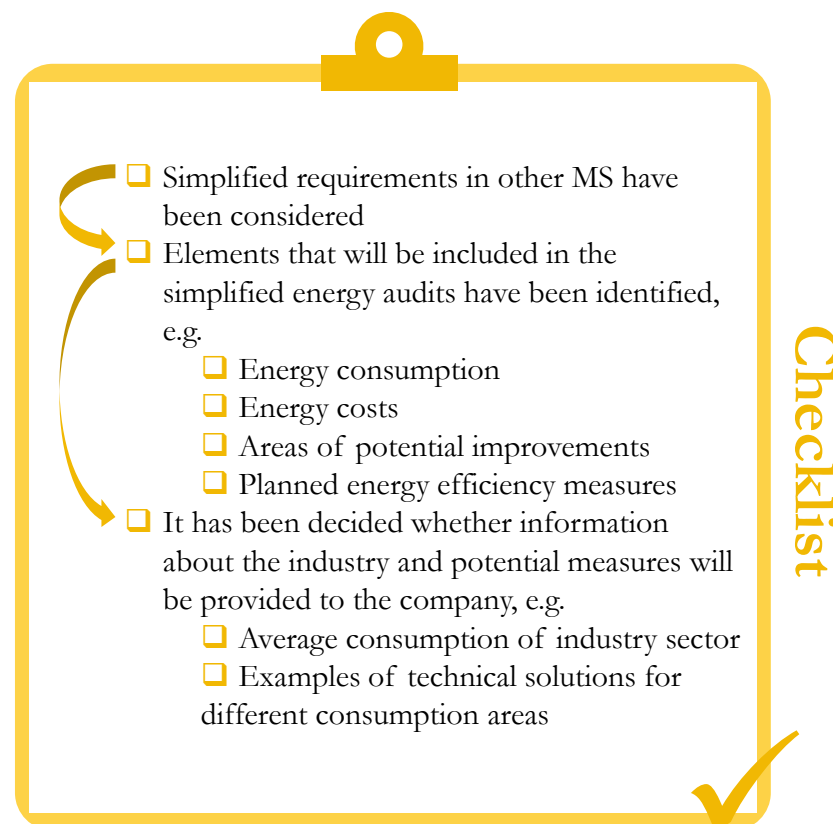 Simplified requirements in other MS have
been considered
Elements that will be included in the
simplified energy audits have been identified,
e.g.
Energy consumption
Energy costs
Areas of potential improvements
Planned energy efficiency measures
It has been decided whether information
about the industry and potential measures will
be provided to the company, e.g.
Average consumption of industry sector
Examples of technical solutions for
different consumption areas
Checklist